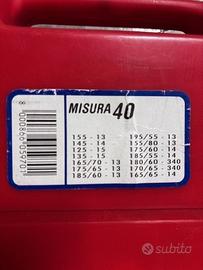 MISURA 40
155 - 13
145 - 14
125 - 15
135 - 15
165/70 - 13
175/65 - 13
185/60 - 13
195/55 - 13
155/80 - 13
175/60 - 14
185/55 - 14
180/60 - 340
170/65 - 340
165/65 - 14
subito